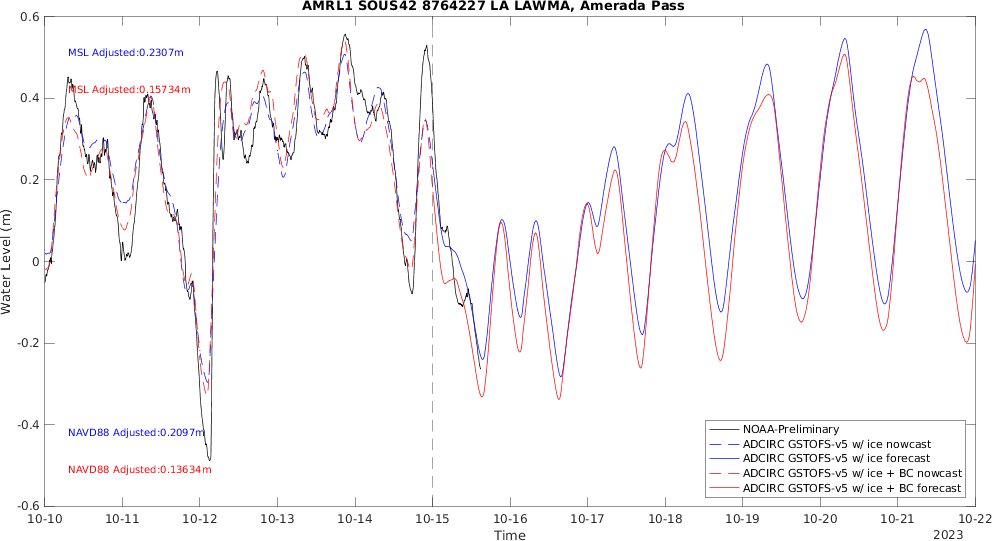 AMRL1 SOUS42 8764227 LA LAWMA, Amerada Pass
0.6
0.4
0.2
0
-0.2
-0.4
-0.6
Water Level (m)
MSL Adjusted:0.2307m
MSL Adjusted:0.15734m
NAVD88 Adjusted:0.2097m
NAVD88 Adjusted:0.13634m
NOAA-Preliminary
ADCIRC GSTOFS-v5 w/ ice nowcast
ADCIRC GSTOFS-v5 w/ ice forecast
ADCIRC GSTOFS-v5 w/ ice + BC nowcast
ADCIRC GSTOFS-v5 w/ ice + BC forecast
10-10 10-11 10-12 10-13 10-14 10-15 10-16 10-17 10-18 10-19 10-20 10-21 10-22
Time
2023